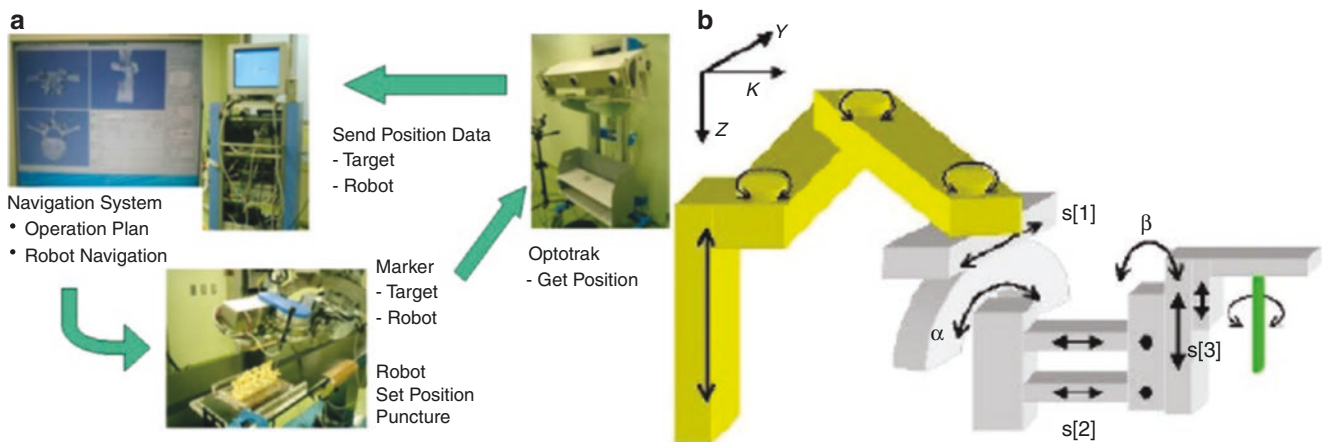 a
Send Position Data
- Target
- Robot
Navigation System
• Operation Plan
• Robot Navigation
Marker
- Target
- Robot
Optotrak
- Get Position
Robot
Set Position
Puncture
b
Y
K
Z
s[1]
β
α
s[3]
s[2]